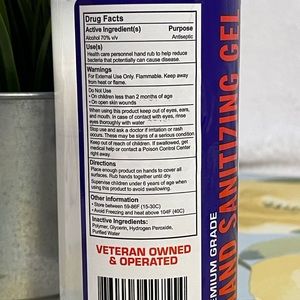 Drug Facts
Active Ingredient(s) Purpose
Alcohol 70% v/v Antiseptic
Use(s)
Health care personnel hand rub to help reduce bacteria
that potentially can cause disease.
Warnings
For External Use Only. Flammable. Keep away
from heat or flame.
Do Not Use
• On children less than 2 months of age
• On open skin wounds
When using this product keep out of eyes, ears,
and mouth. In case of contact with eyes, rinse
eyes thoroughly with water
Stop use and ask a doctor if irritation or rash
occurs. These may be signs of a serious condition
Keep out of reach of children. If swallowed, get
medical help or contact a Poison Control Center
right away.
Directions
Place enough product on hands to cover all
surfaces. Rub hands together until dry.
Supervise children under 6 years of age when
using this product to avoid swallowing.
Other information
• Store between 59-86F (15-30C)
• Avoid Freezing and heat above 104F (40C)
Inactive Ingredients:
Polymer, Glycerin, Hydrogen Peroxide,
Purified Water
VETERAN OWNED
& OPERATED
EMIUM GRADE
AND SANITIZING GEL